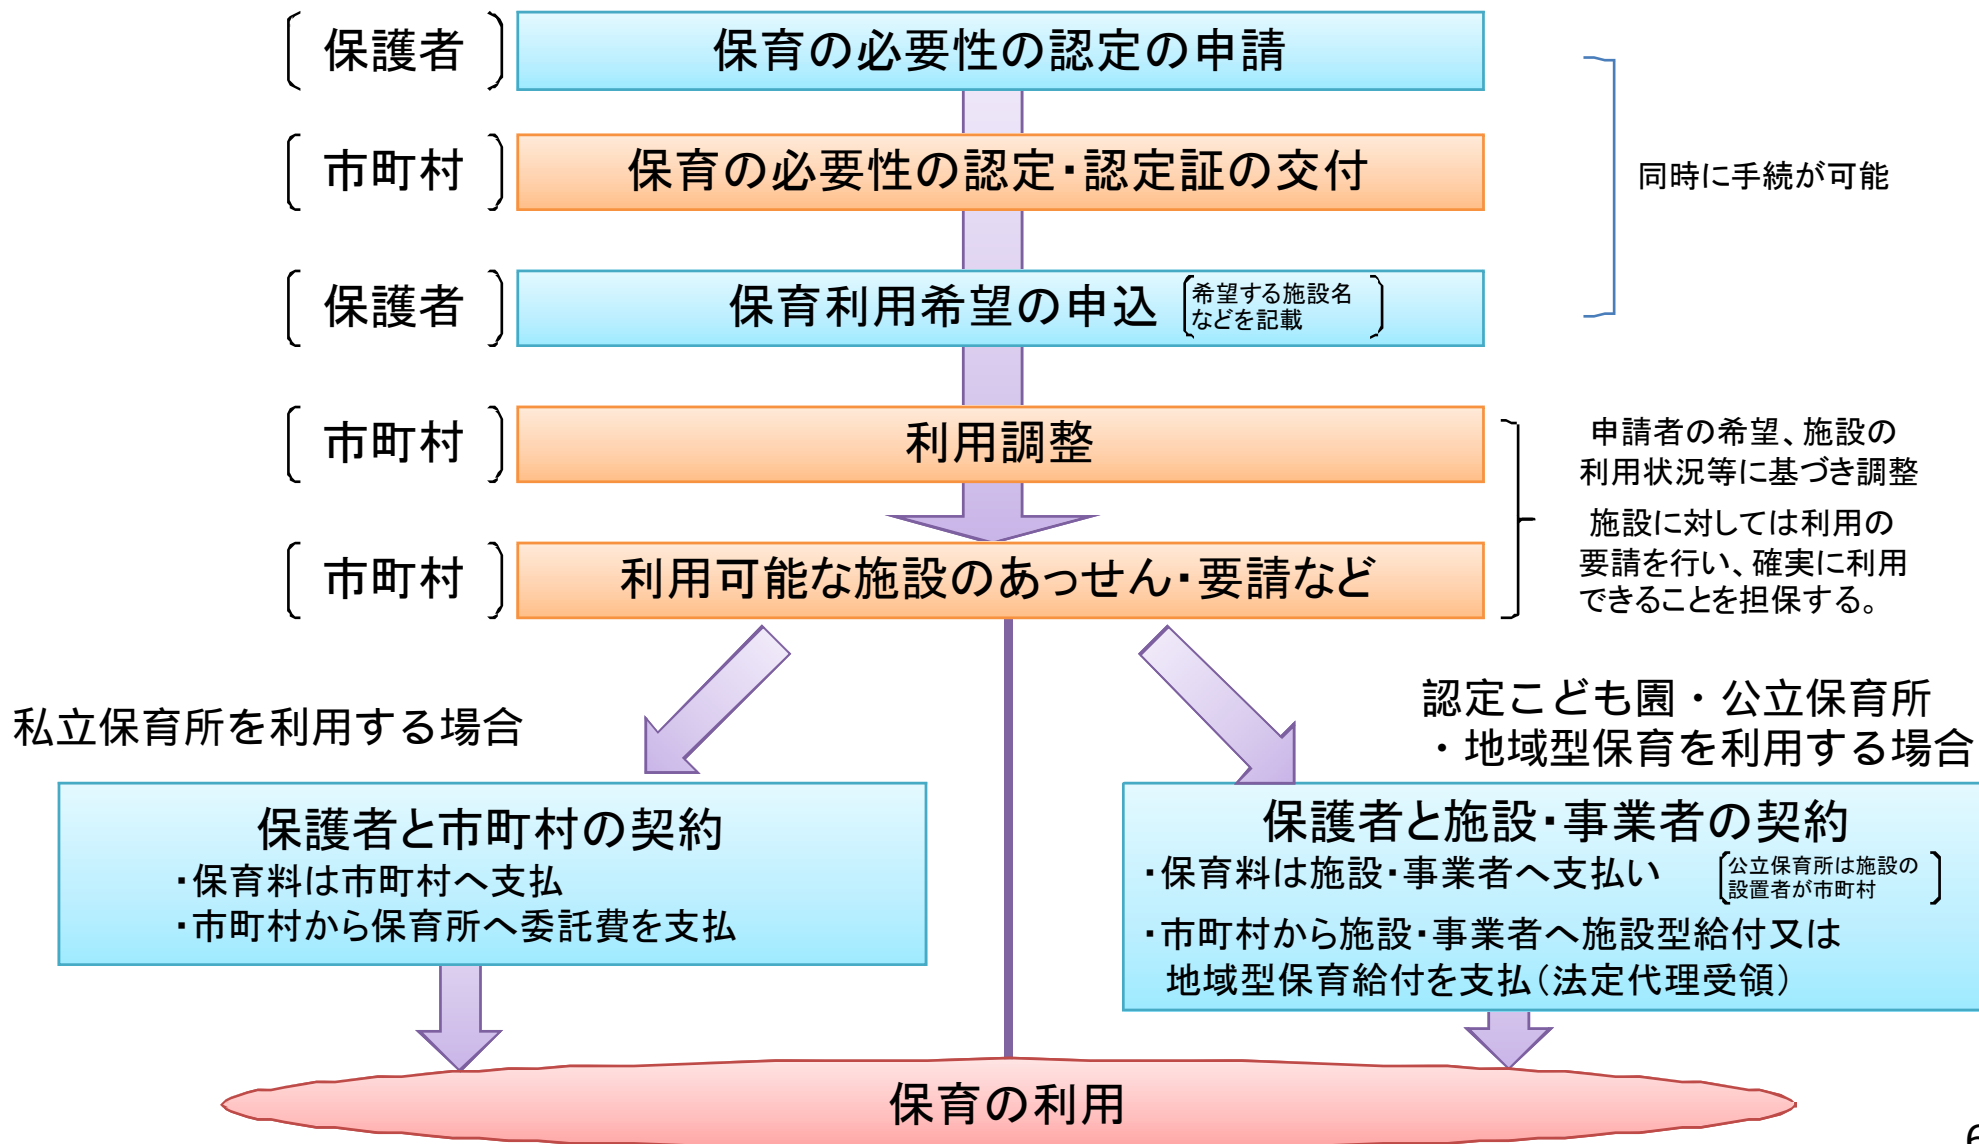 保護者
保育の必要性の認定の申請
市町村
保育の必要性の認定・認定証の交付
同時に手続が可能
保護者
保育利用希望の申込
希望する施設名
などを記載
市町村
利用調整
市町村
利用可能な施設のあっせん・要請など
申請者の希望、施設の
利用状況等に基づき調整
施設に対しては利用の
要請を行い、確実に利用
できることを担保する。
私立保育所を利用する場合
保護者と市町村の契約
・保育料は市町村へ支払
・市町村から保育所へ委託費を支払
認定こども園・公立保育所
・地域型保育を利用する場合
保護者と施設・事業者の契約
・保育料は施設・事業者へ支払い
公立保育所は施設の
設置者が市町村
・市町村から施設・事業者へ施設型給付又は
地域型保育給付を支払(法定代理受領)
保育の利用